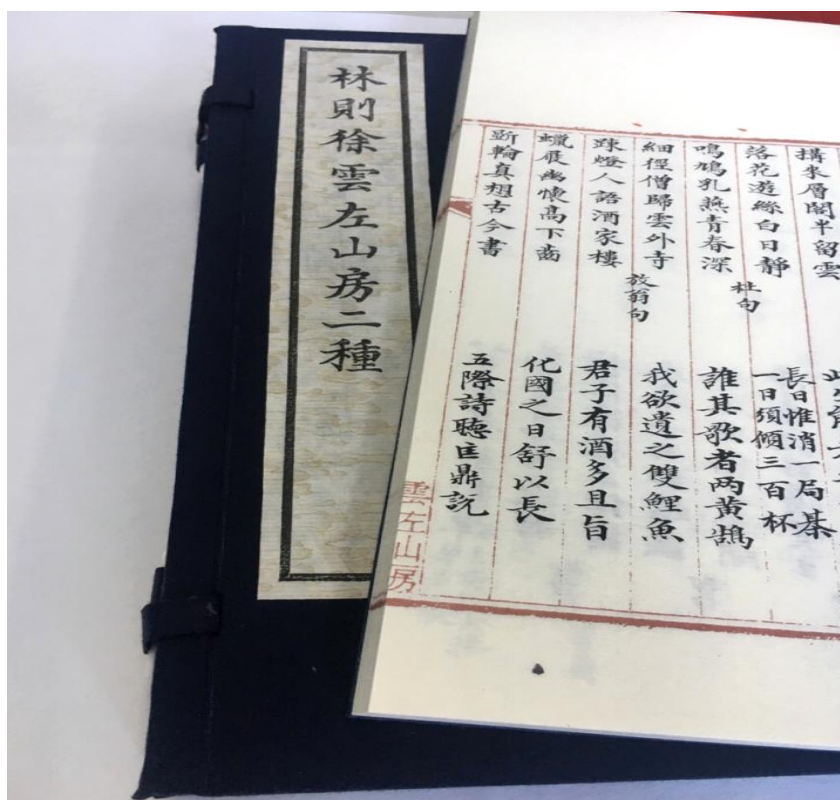 林則徐雲左山房二種
搆來層閣半留雲
落花遊絲白日靜
鳴鳩乳燕青春深
杜句
細徑僧歸雲外寺
疎燈人語酒家樓
放翁句
蠟屐幽懷高下齒
斲輪真想古今書
長日惟消一局棊
一日須傾三百杯
誰其歌者两黃鵠
我欲遺之雙鯉魚
君子有酒多且旨
化國之日舒以長
五際詩聽匡鼎說
雲左山房